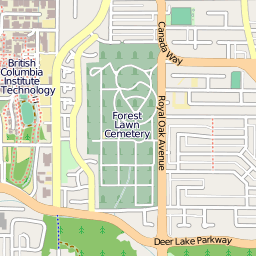 Canada Way
British
Columbia
Institute
Technology
Forest
Lawn
Cemetery
Royal Oak Avenue
Deer Lake Parkway